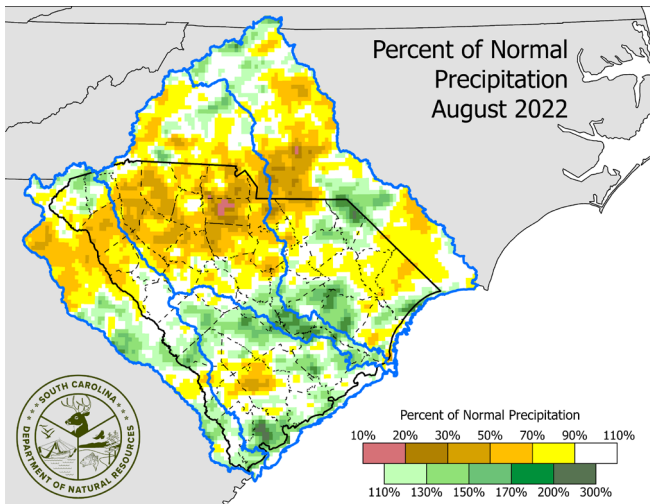 Percent of Normal
Precipitation
August 2022
SOUTH CAROLINA
DEPARTMENT OF NATURAL RESOURCES
Percent of Normal Precipitation
10% 20% 30% 50% 70% 90% 110%
110% 130% 150% 170% 200% 300%